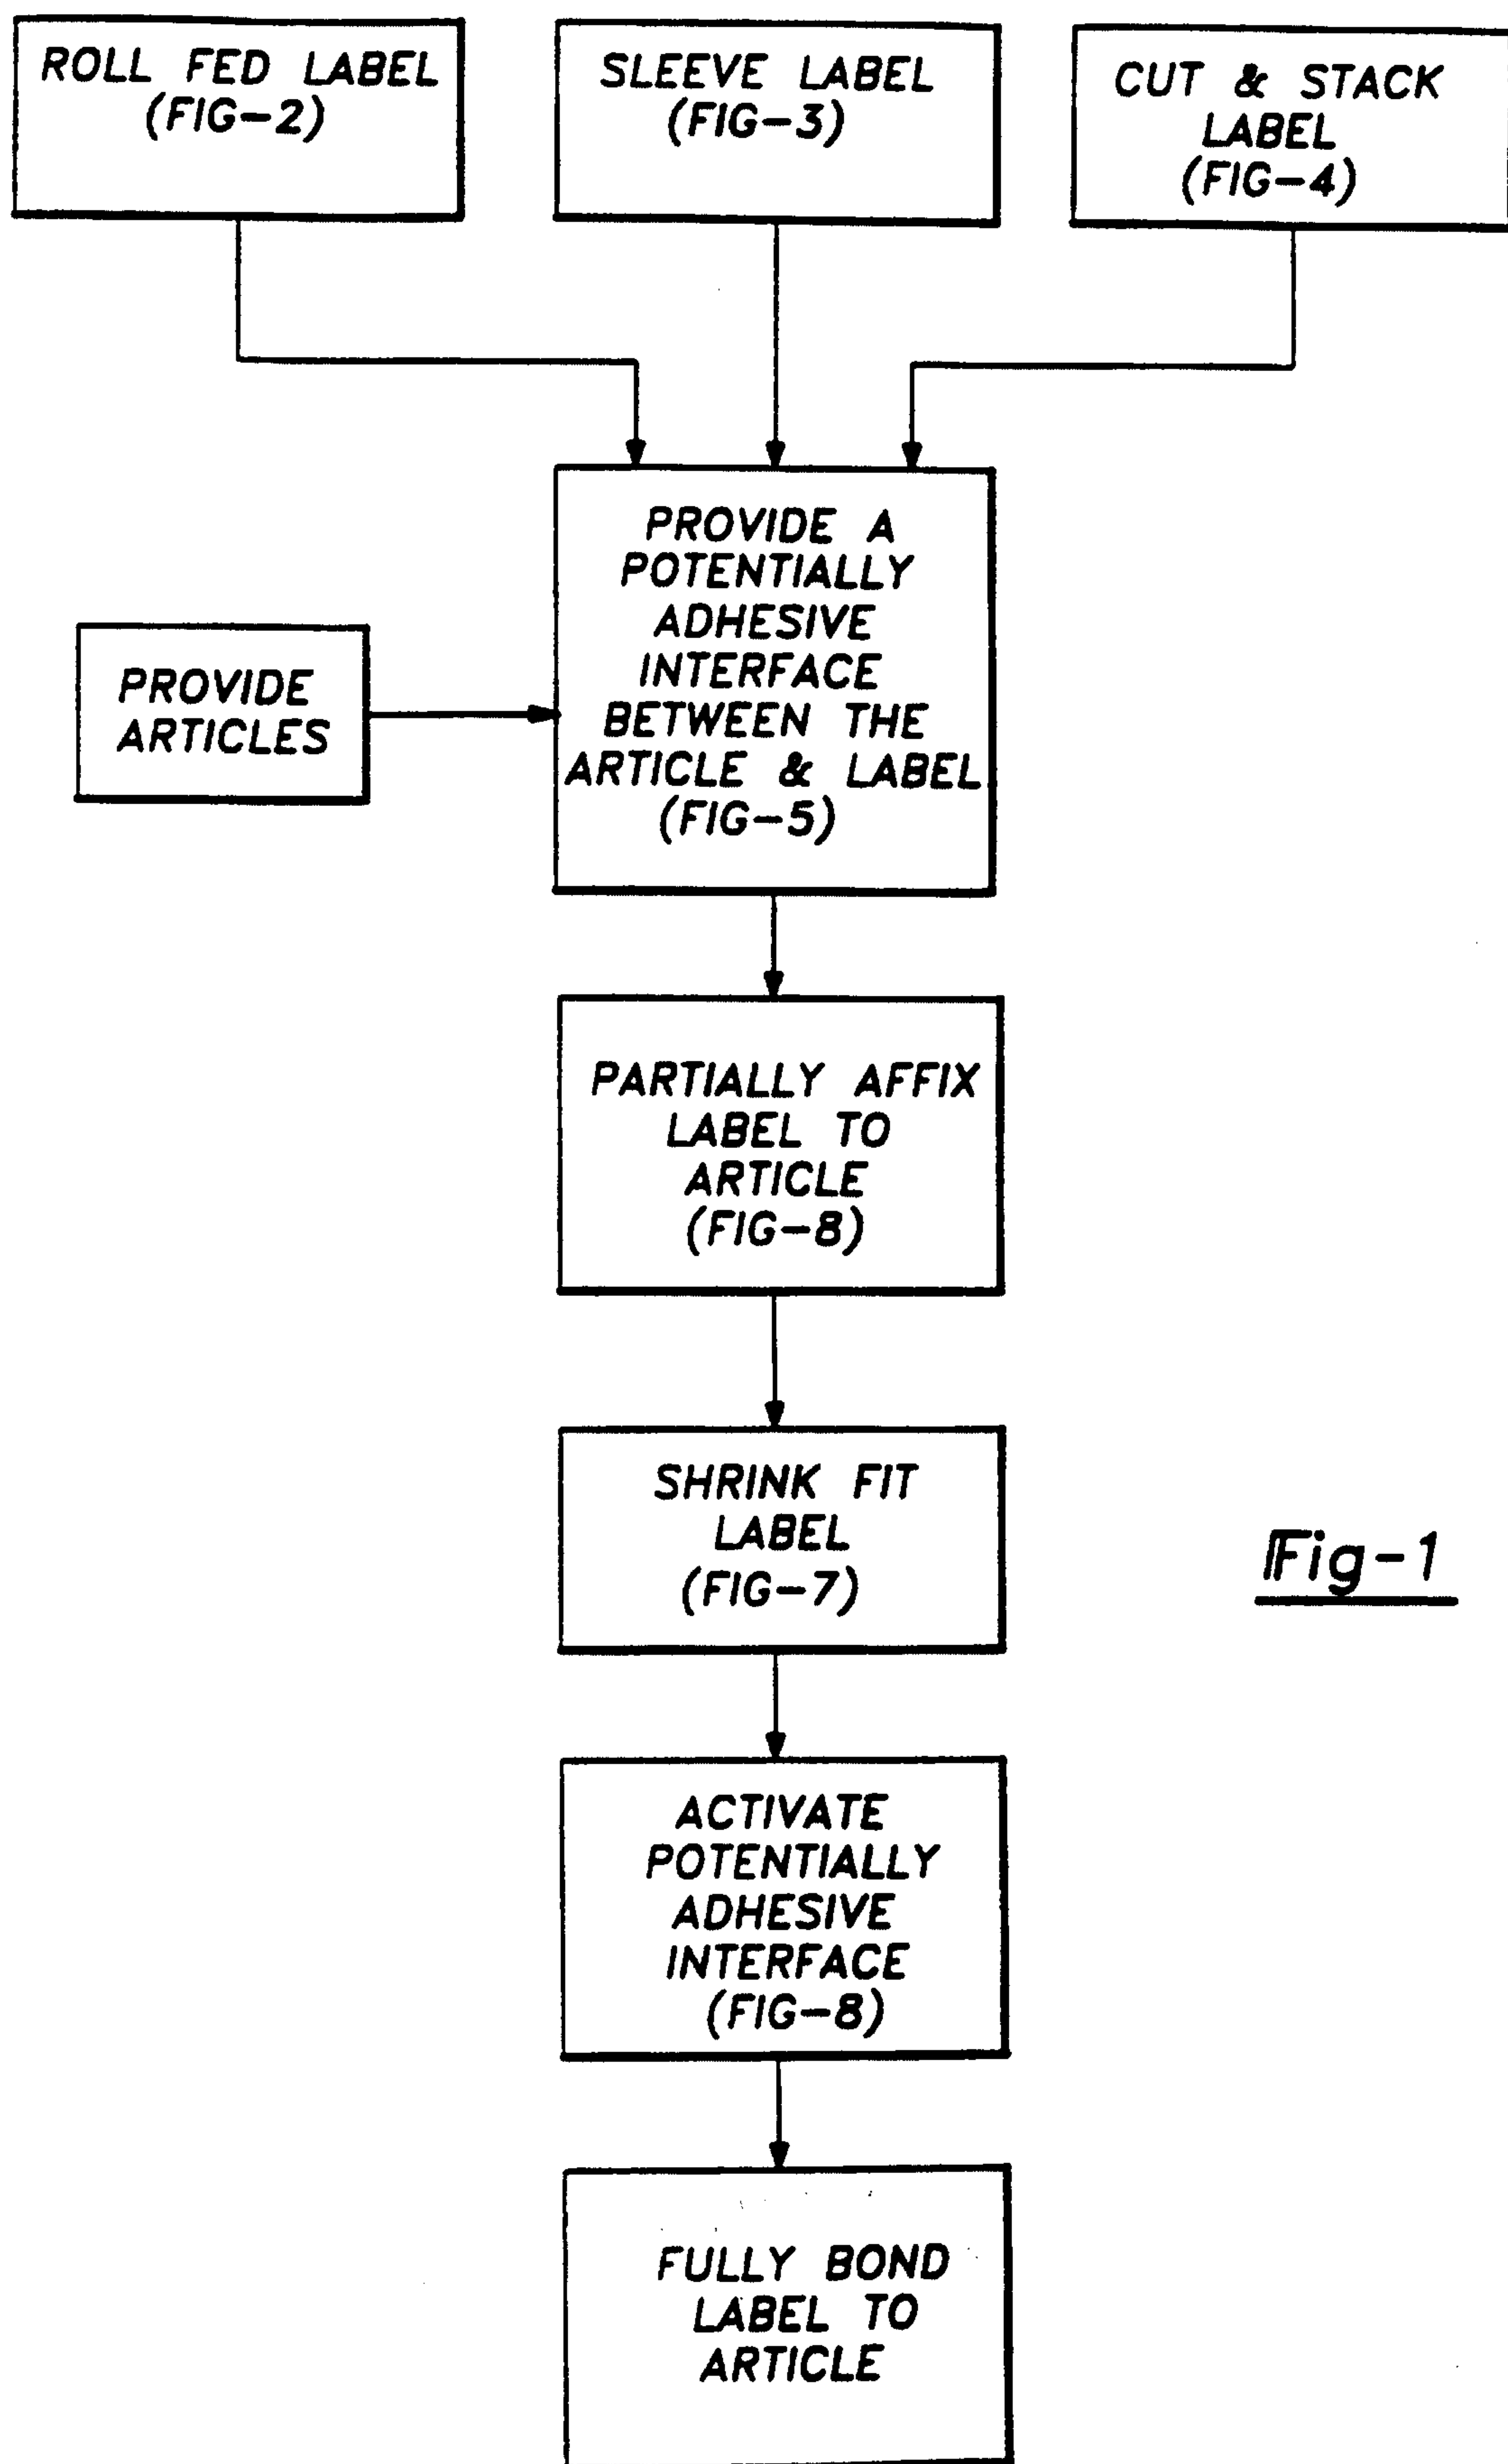 ROLL FED LABEL
(FIG-2)
SLEEVE LABEL
(FIG-3)
CUT & STACK
LABEL
(FIG-4)
PROVIDE A
POTENTIALLY
ADHESIVE
INTERFACE
BETWEEN THE
ARTICLE & LABEL
(FIG-5)
PROVIDE
ARTICLES
PARTIALLY AFFIX
LABEL TO
ARTICLE
(FIG-8)
SHRINK FIT
LABEL
(FIG-7)
Fig-1
ACTIVATE
POTENTIALLY
ADHESIVE
INTERFACE
(FIG-8)
FULLY BOND
LABEL TO
ARTICLE